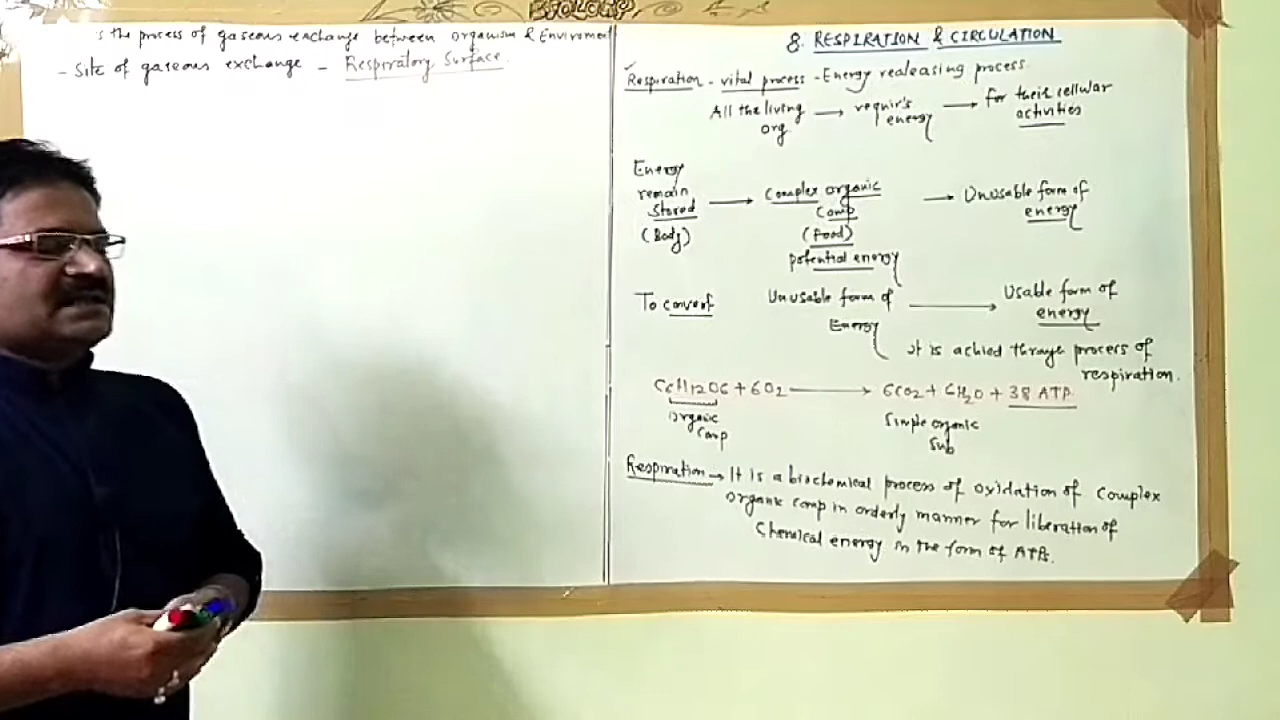 BIOLOGY
is the process of gaseous exchange between organism & Enviroment
- Site of gaseous exchange - Respiratory Surface.
8. RESPIRATION & CIRCULATION
Respiration - vital process - Energy realeasing process
All the living org → requir's energy → for their cellular activities
Energy remain stored (Body) → Complex organic Comp (Food) potential energy → Unusable form of energy
To convert Unusable form of Energy → Usable form of energy
it is achied through process of respiration.
C6H12O6 + 6O2 → 6CO2 + 6H2O + 38 ATP
Organic Comp
Simple organic Sub
Respiration → It is a biochemical process of oxidation of complex
organic comp in orderly manner for liberation of
Chemical energy in the form of ATPs.